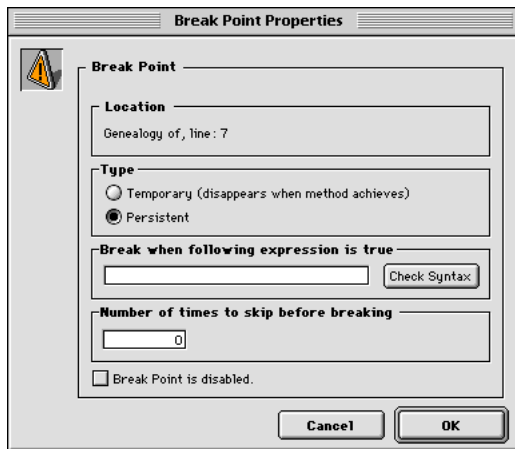 Break Point Properties
Break Point
Location
Genealogy of, line: 7
Type
Temporary (disappears when method achieves)
Persistent
Break when following expression is true
Check Syntax
Number of times to skip before breaking
0
Break Point is disabled.
Cancel OK